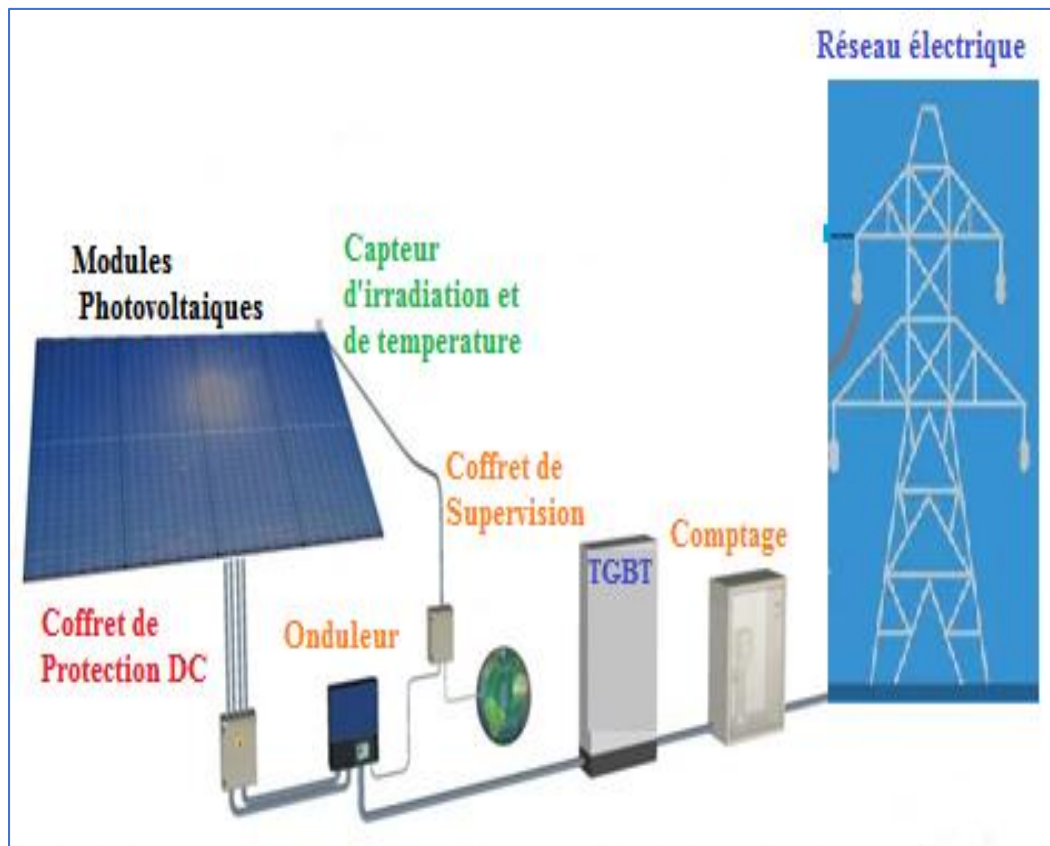 Réseau électrique
Modules
Photovoltaiques
Capteur
d'irradiation et
de temperature
Coffret de
Supervision
Comptage
TGBT
Coffret de
Protection DC
Onduleur